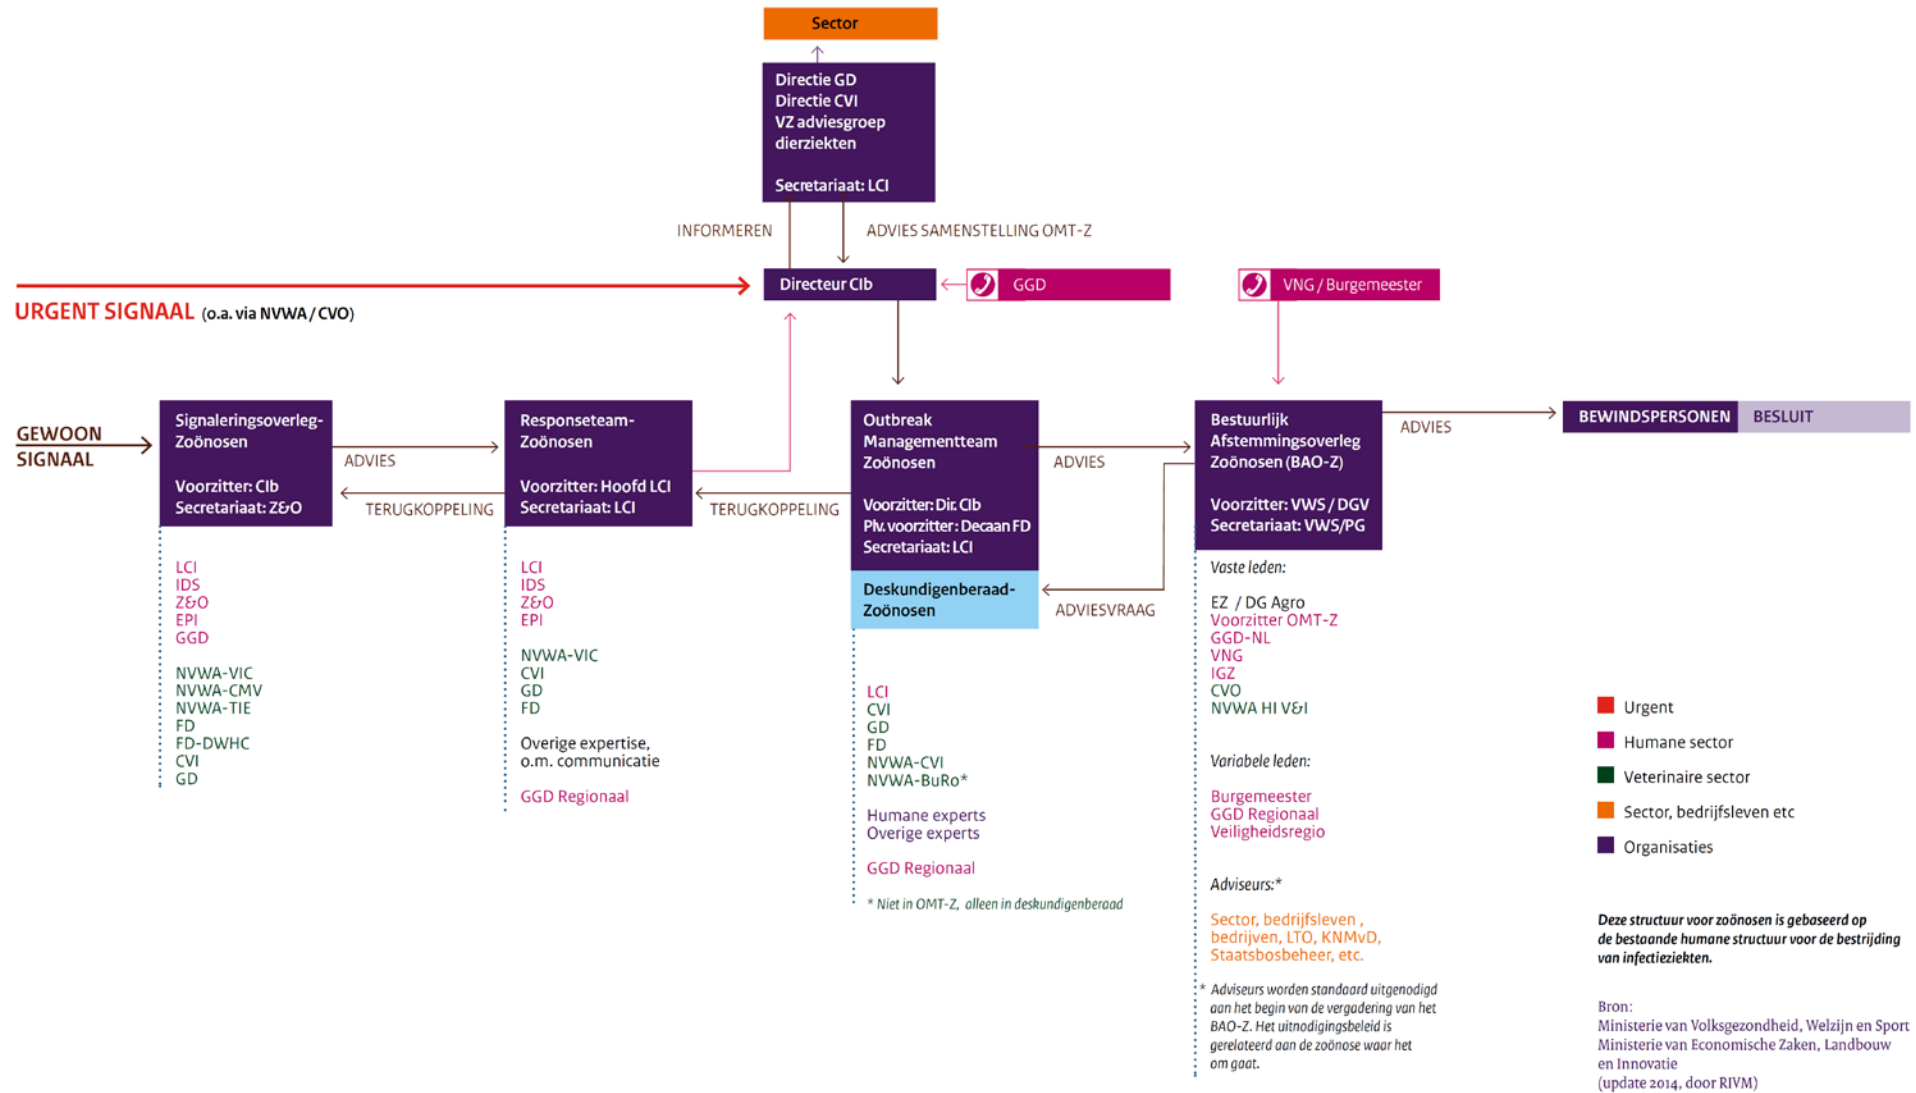 Sector
Directie GD
Directie CVI
VZ adviesgroep
dierziekten
Secretariaat: LCI
INFORMEREN
ADVIES SAMENSTELLING OMT-Z
Directeur CIb
GGD
VNG / Burgemeester
URGENT SIGNAAL (o.a. via NVWA / CVO)
GEWOON
SIGNAAL
Signaleringsoverleg-
Zoönosen
Voorzitter: CIb
Secretariaat: Z&O
ADVIES
TERUGKOPPELING
LCI
IDS
Z&O
EPI
GGD
NVWA-VIC
NVWA-CMV
NVWA-TIE
FD
FD-DWHC
CVI
GD
Responseteam-
Zoönosen
Voorzitter: Hoofd LCI
Secretariaat: LCI
TERUGKOPPELING
LCI
IDS
Z&O
EPI
NVWA-VIC
CVI
GD
FD
Overige expertise,
o.m. communicatie
GGD Regionaal
Outbreak
Managementteam
Zoönosen
Voorzitter: Dir. CIb
Plv. voorzitter: Decaan FD
Secretariaat: LCI
Deskundigenberaad-
Zoönosen
ADVIES
ADVIESVRAAG
LCI
CVI
GD
FD
NVWA-CVI
NVWA-BuRo*
Humane experts
Overige experts
GGD Regionaal
* Niet in OMT-Z, alleen in deskundigenberaad
Bestuurlijk
Afstemmingsoverleg
Zoönosen (BAO-Z)
Voorzitter: VWS / DGV
Secretariaat: VWS/PG
ADVIES
Vaste leden:
EZ / DG Agro
Voorzitter OMT-Z
GGD-NL
VNG
IGZ
CVO
NVWA HI V&I
Variabele leden:
Burgemeester
GGD Regionaal
Veiligheidsregio
Adviseurs:*
Sector, bedrijfsleven ,
bedrijven, LTO, KNMvD,
Staatsbosbeheer, etc.
* Adviseurs worden standaard uitgenodigd
aan het begin van de vergadering van het
BAO-Z. Het uitnodigingsbeleid is
gerelateerd aan de zoönose waar het
om gaat.
BEWINDSPERSONEN BESLUIT
Urgent
Humane sector
Veterinaire sector
Sector, bedrijfsleven etc
Organisaties
Deze structuur voor zoönosen is gebaseerd op
de bestaande humane structuur voor de bestrijding
van infectieziekten.
Bron:
Ministerie van Volksgezondheid, Welzijn en Sport
Ministerie van Economische Zaken, Landbouw
en Innovatie
(update 2014, door RIVM)